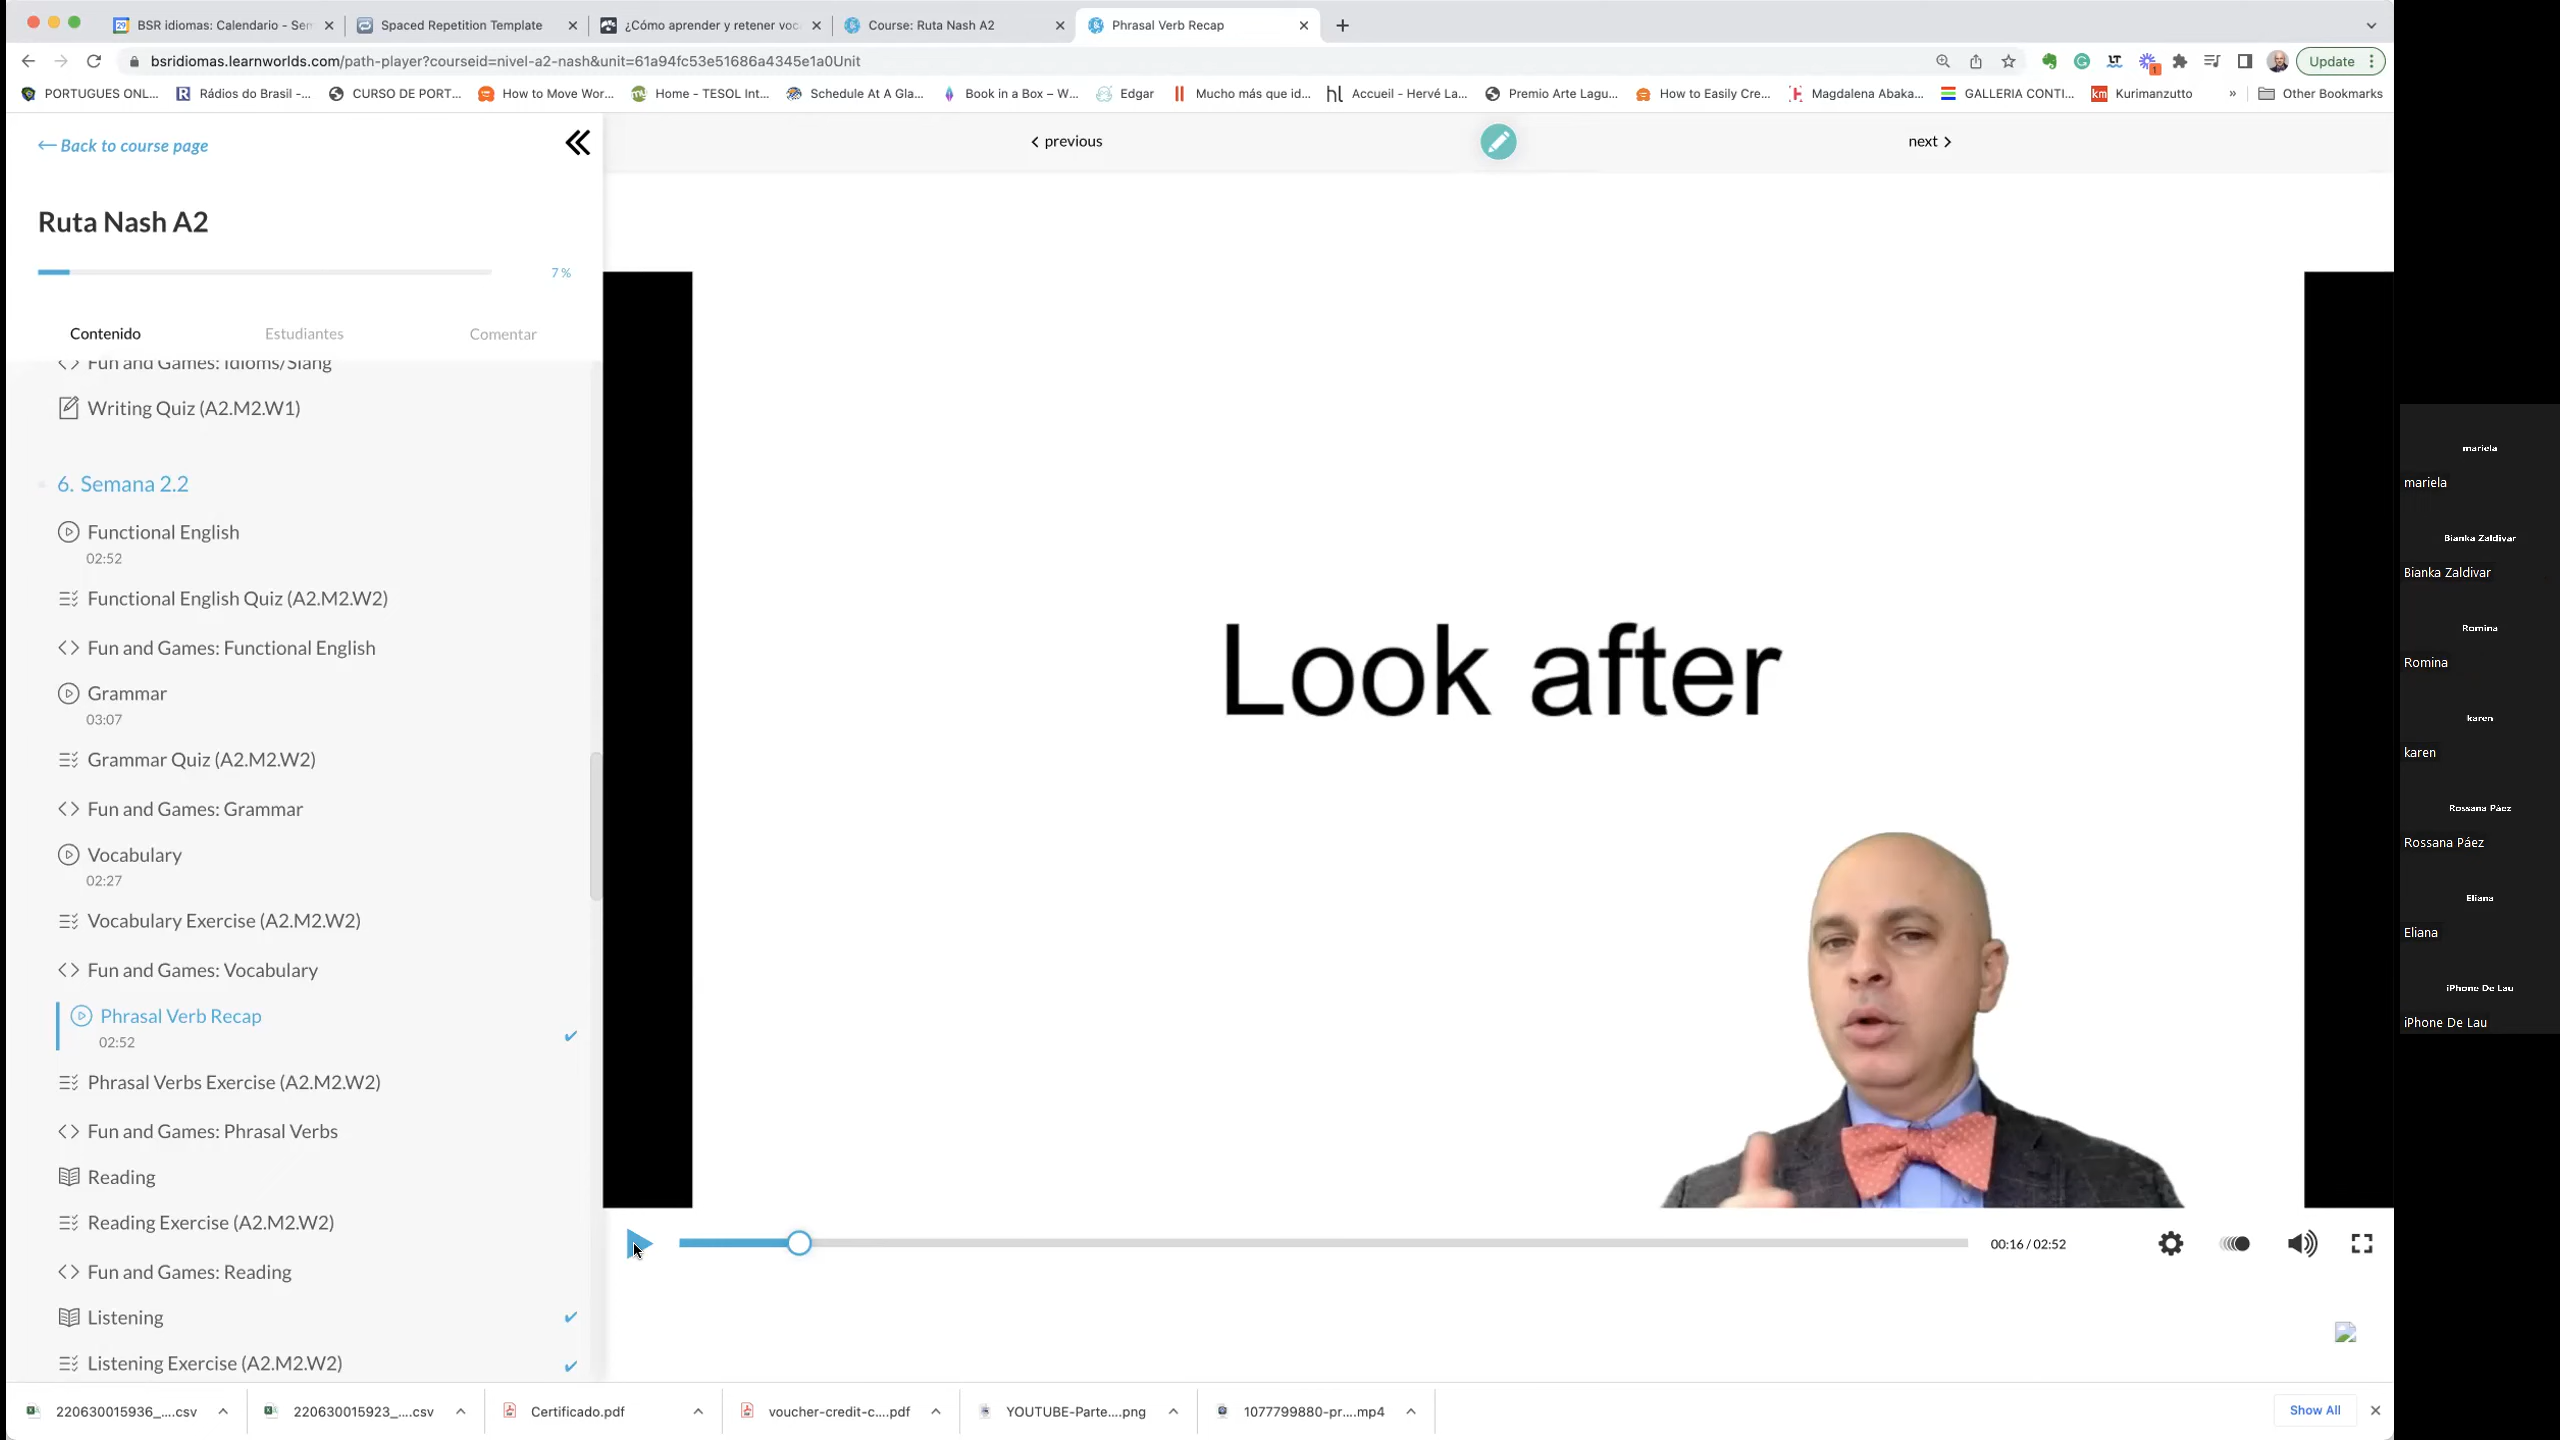 BSR idiomas: Calendario - Sem
Spaced Repetition Template
¿Cómo aprender y retener voc
Course: Ruta Nash A2
Phrasal Verb Recap
bsridiomas.learnworlds.com/path-player?courseid=nivel-a2-nash&unit=61a94fc53e51686a4345e1a0Unit
Update
PORTUGUES ONL...
Rádios do Brasil -...
CURSO DE PORT...
How to Move Wor...
Home - TESOL Int...
Schedule At A Gla...
Book in a Box – W...
Edgar
Mucho más que id...
Accueil - Hervé La...
Premio Arte Lagu...
How to Easily Cre...
Magdalena Abaka...
GALLERIA CONTI...
Kurimanzutto
»
Other Bookmarks
← Back to course page
previous
next
Ruta Nash A2
7 %
Contenido
Estudiantes
Comentar
Fun and Games: Idioms/Slang
Writing Quiz (A2.M2.W1)
6. Semana 2.2
Functional English
02:52
Functional English Quiz (A2.M2.W2)
Fun and Games: Functional English
Grammar
03:07
Grammar Quiz (A2.M2.W2)
Fun and Games: Grammar
Vocabulary
02:27
Vocabulary Exercise (A2.M2.W2)
Fun and Games: Vocabulary
Phrasal Verb Recap
02:52
Phrasal Verbs Exercise (A2.M2.W2)
Fun and Games: Phrasal Verbs
Reading
Reading Exercise (A2.M2.W2)
Fun and Games: Reading
Listening
Listening Exercise (A2.M2.W2)
Look after
00:16 / 02:52
mariela
mariela
Bianka Zaldivar
Bianka Zaldivar
Romina
Romina
karen
karen
Rossana Páez
Rossana Páez
Eliana
Eliana
iPhone De Lau
iPhone De Lau
220630015936_....csv
220630015923_....csv
Certificado.pdf
voucher-credit-c....pdf
YOUTUBE-Parte....png
1077799880-pr....mp4
Show All